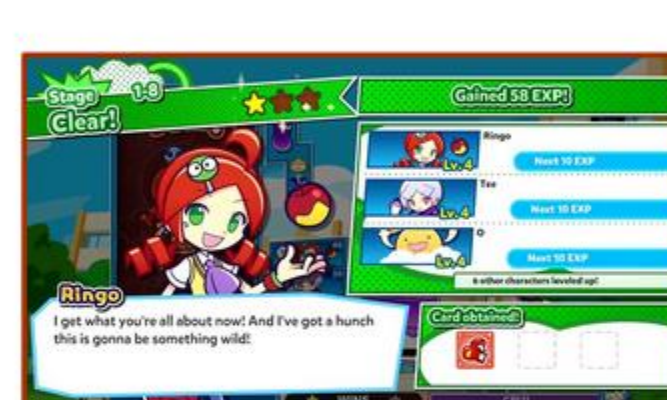 Stage 1-8
Clear!
Gained 58 EXP!
Ringo
Lv. 4
Next 10 EXP
Tee
Lv. 4
Next 10 EXP
O
Lv. 4
Next 10 EXP
6 other characters leveled up!
Ringo
I get what you're all about now! And I've got a hunch
this is gonna be something wild!
Card obtained!